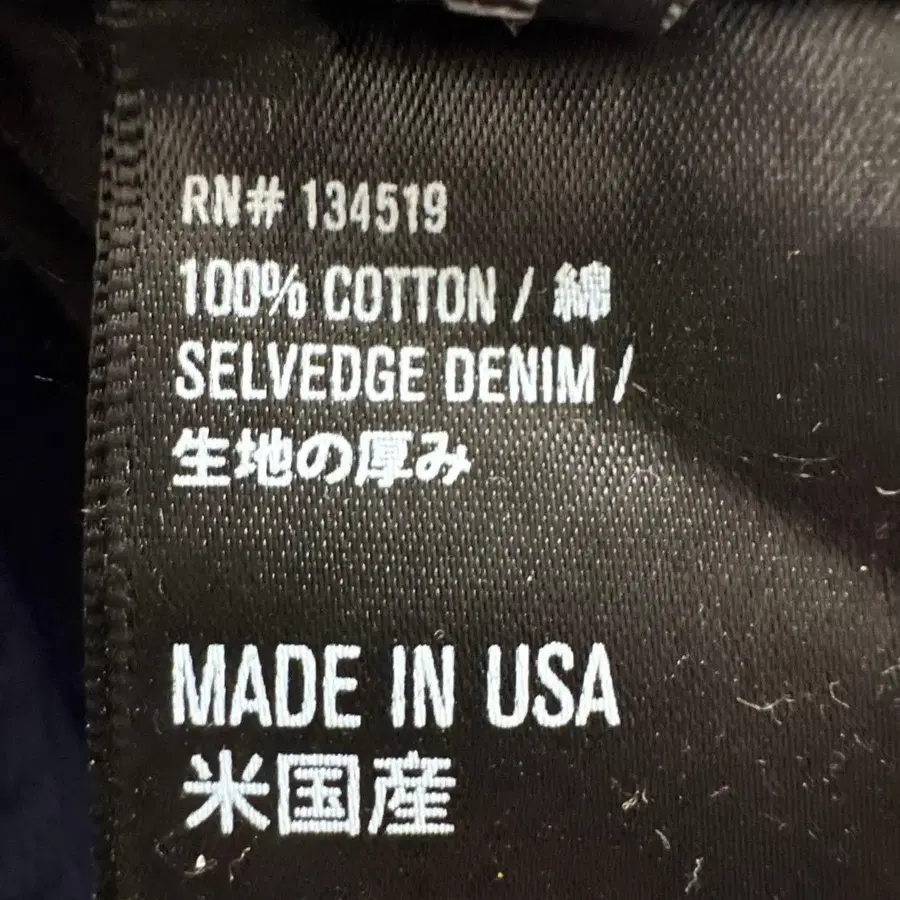 RN# 134519
100% COTTON / 綿
SELVEDGE DENIM /
生地の厚み
MADE IN USA
米国産